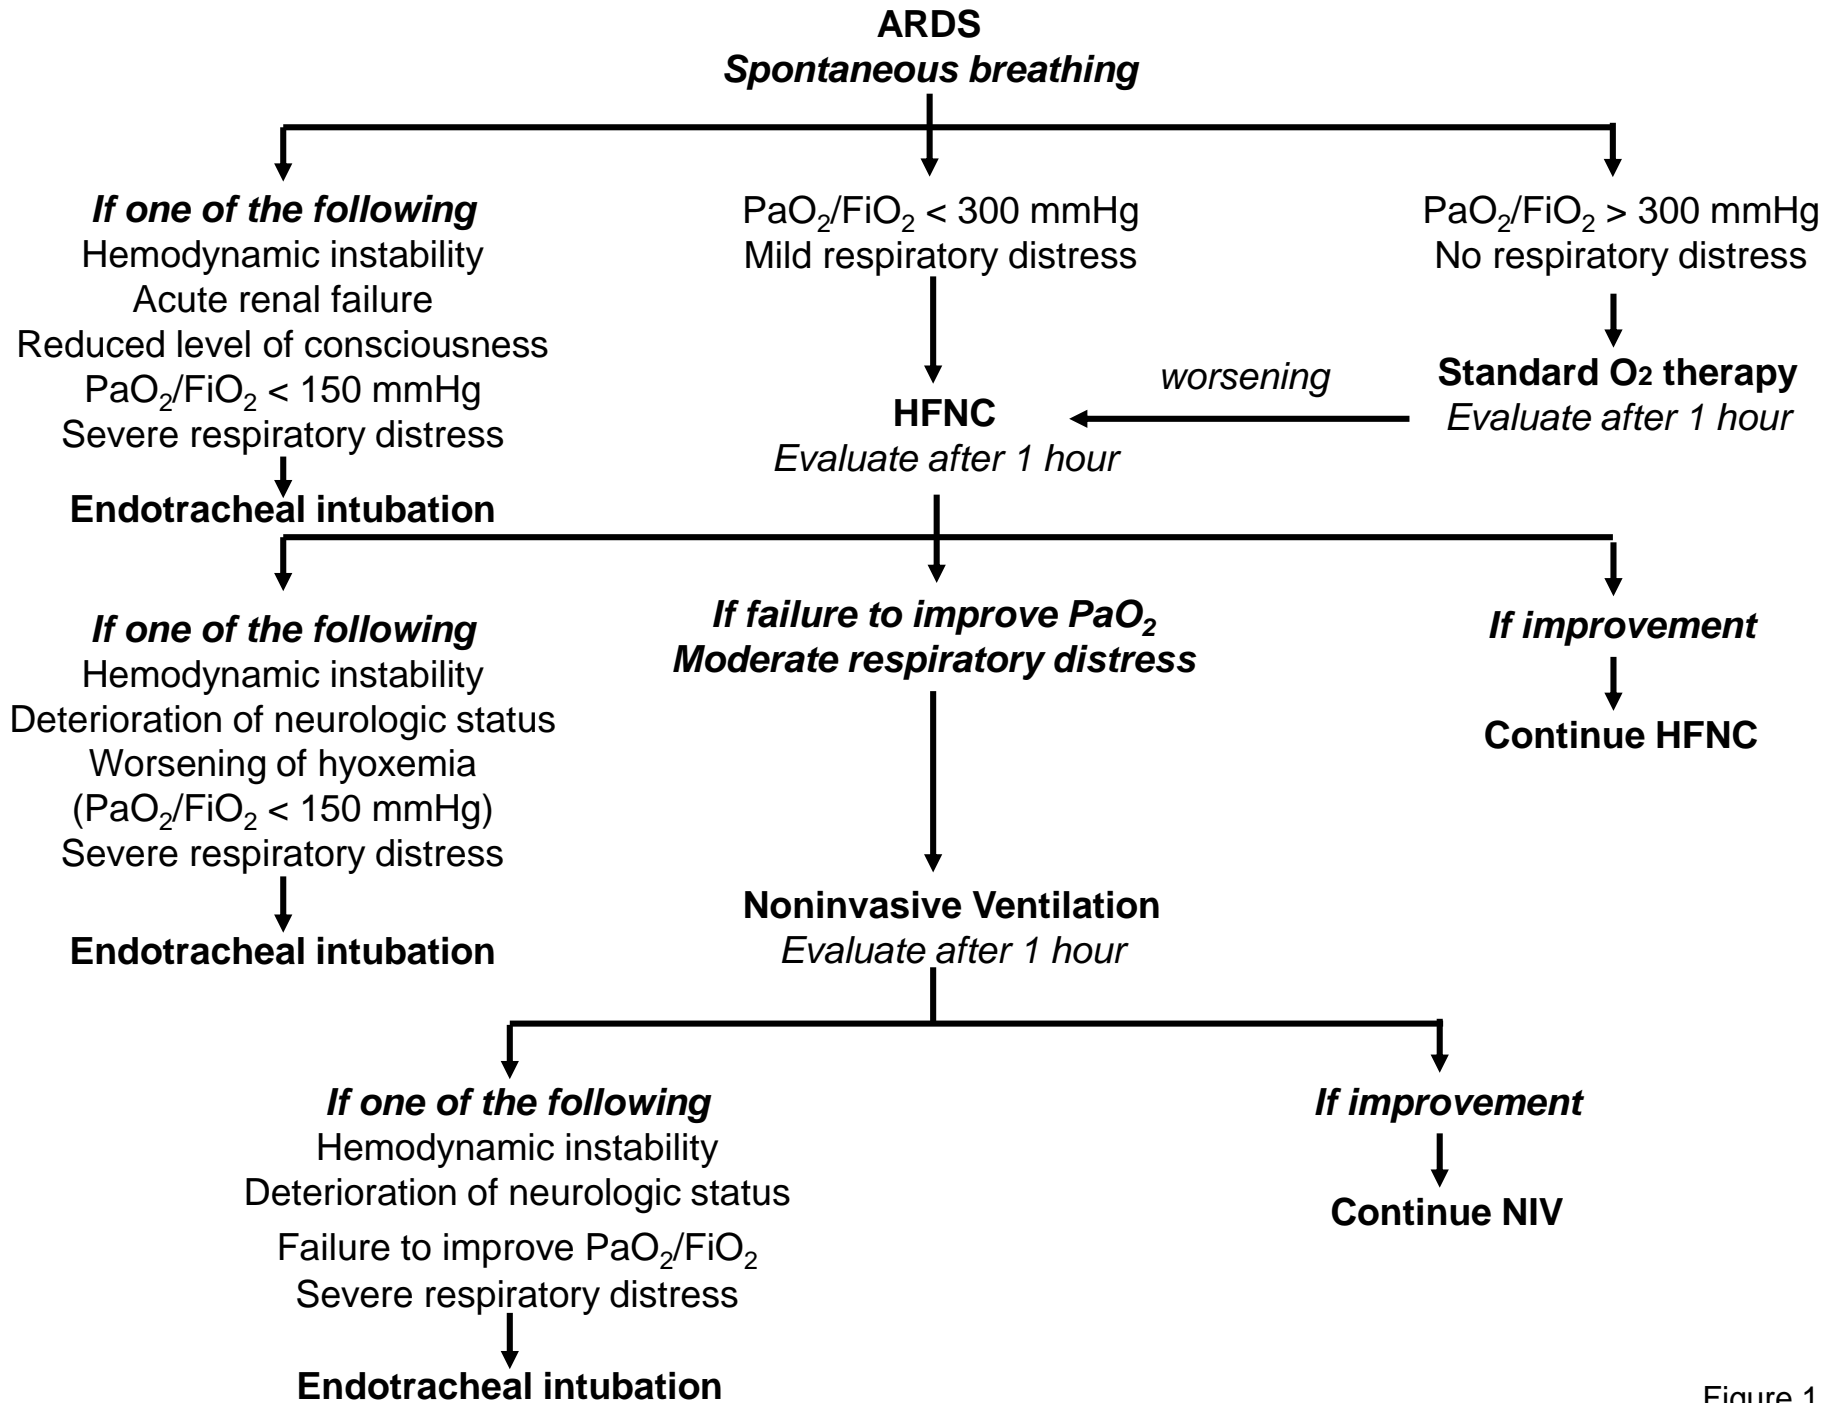 ARDS
Spontaneous breathing
If one of the following
Hemodynamic instability
Acute renal failure
Reduced level of consciousness
PaO2/FiO2 < 150 mmHg
Severe respiratory distress
Endotracheal intubation
PaO2/FiO2 < 300 mmHg
Mild respiratory distress
HFNC
Evaluate after 1 hour
worsening
PaO2/FiO2 > 300 mmHg
No respiratory distress
Standard O2 therapy
Evaluate after 1 hour
If one of the following
Hemodynamic instability
Deterioration of neurologic status
Worsening of hyoxemia
(PaO2/FiO2 < 150 mmHg)
Severe respiratory distress
Endotracheal intubation
If failure to improve PaO2
Moderate respiratory distress
Noninvasive Ventilation
Evaluate after 1 hour
If improvement
Continue HFNC
If one of the following
Hemodynamic instability
Deterioration of neurologic status
Failure to improve PaO2/FiO2
Severe respiratory distress
Endotracheal intubation
If improvement
Continue NIV
Figure 1